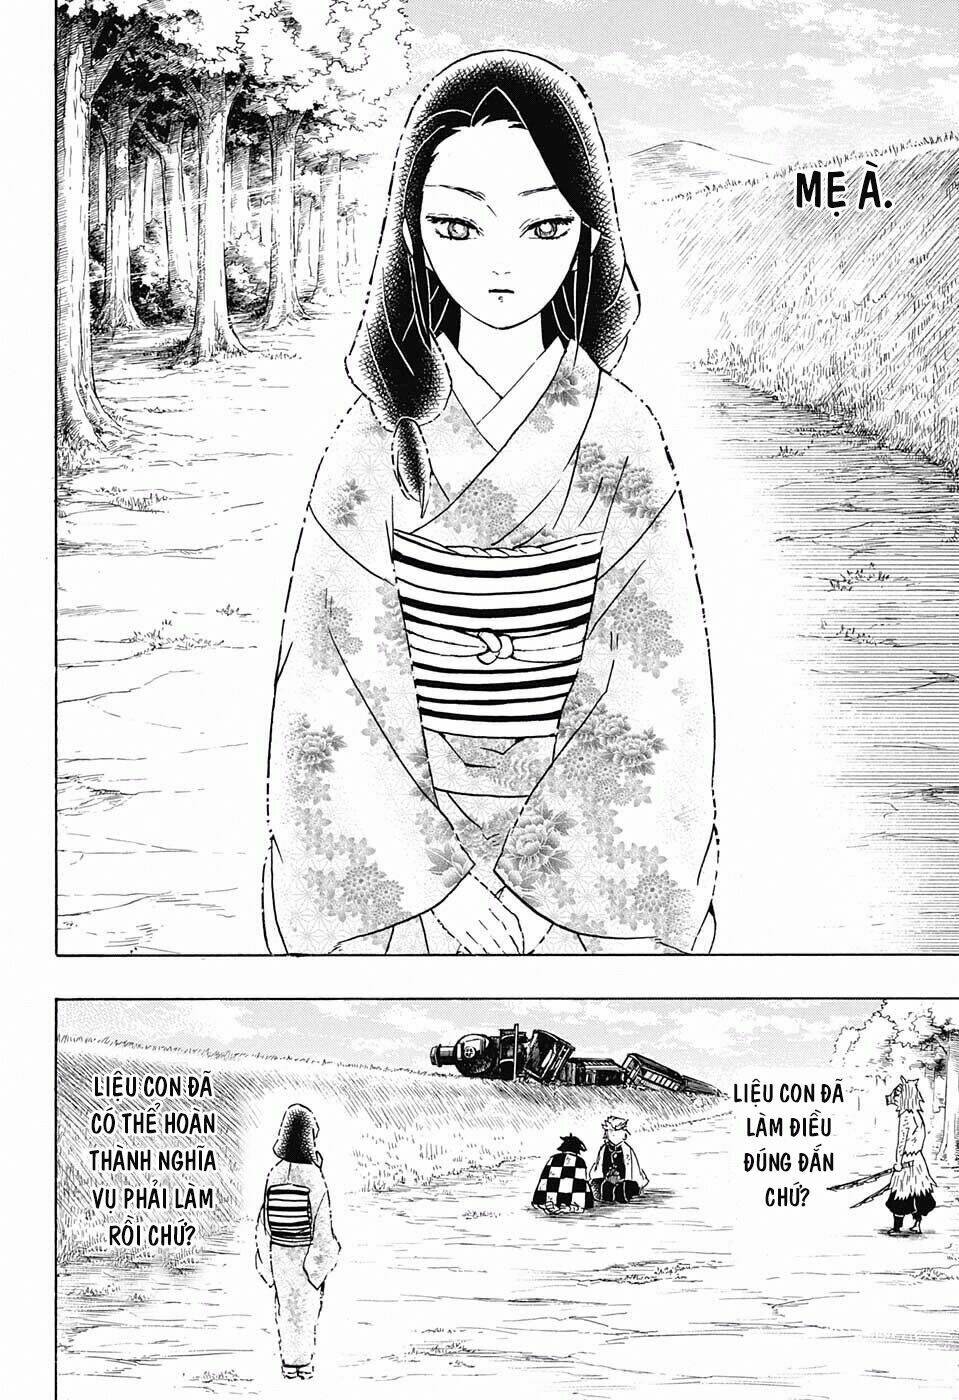 MẸ À.
LIỆU CON ĐÃ
LÀM ĐIỀU
ĐÚNG ĐẮN
CHỨ?
LIỆU CON ĐÃ
CÓ THỂ HOÀN
THÀNH NGHĨA
VỤ PHẢI LÀM
RỒI CHỨ?